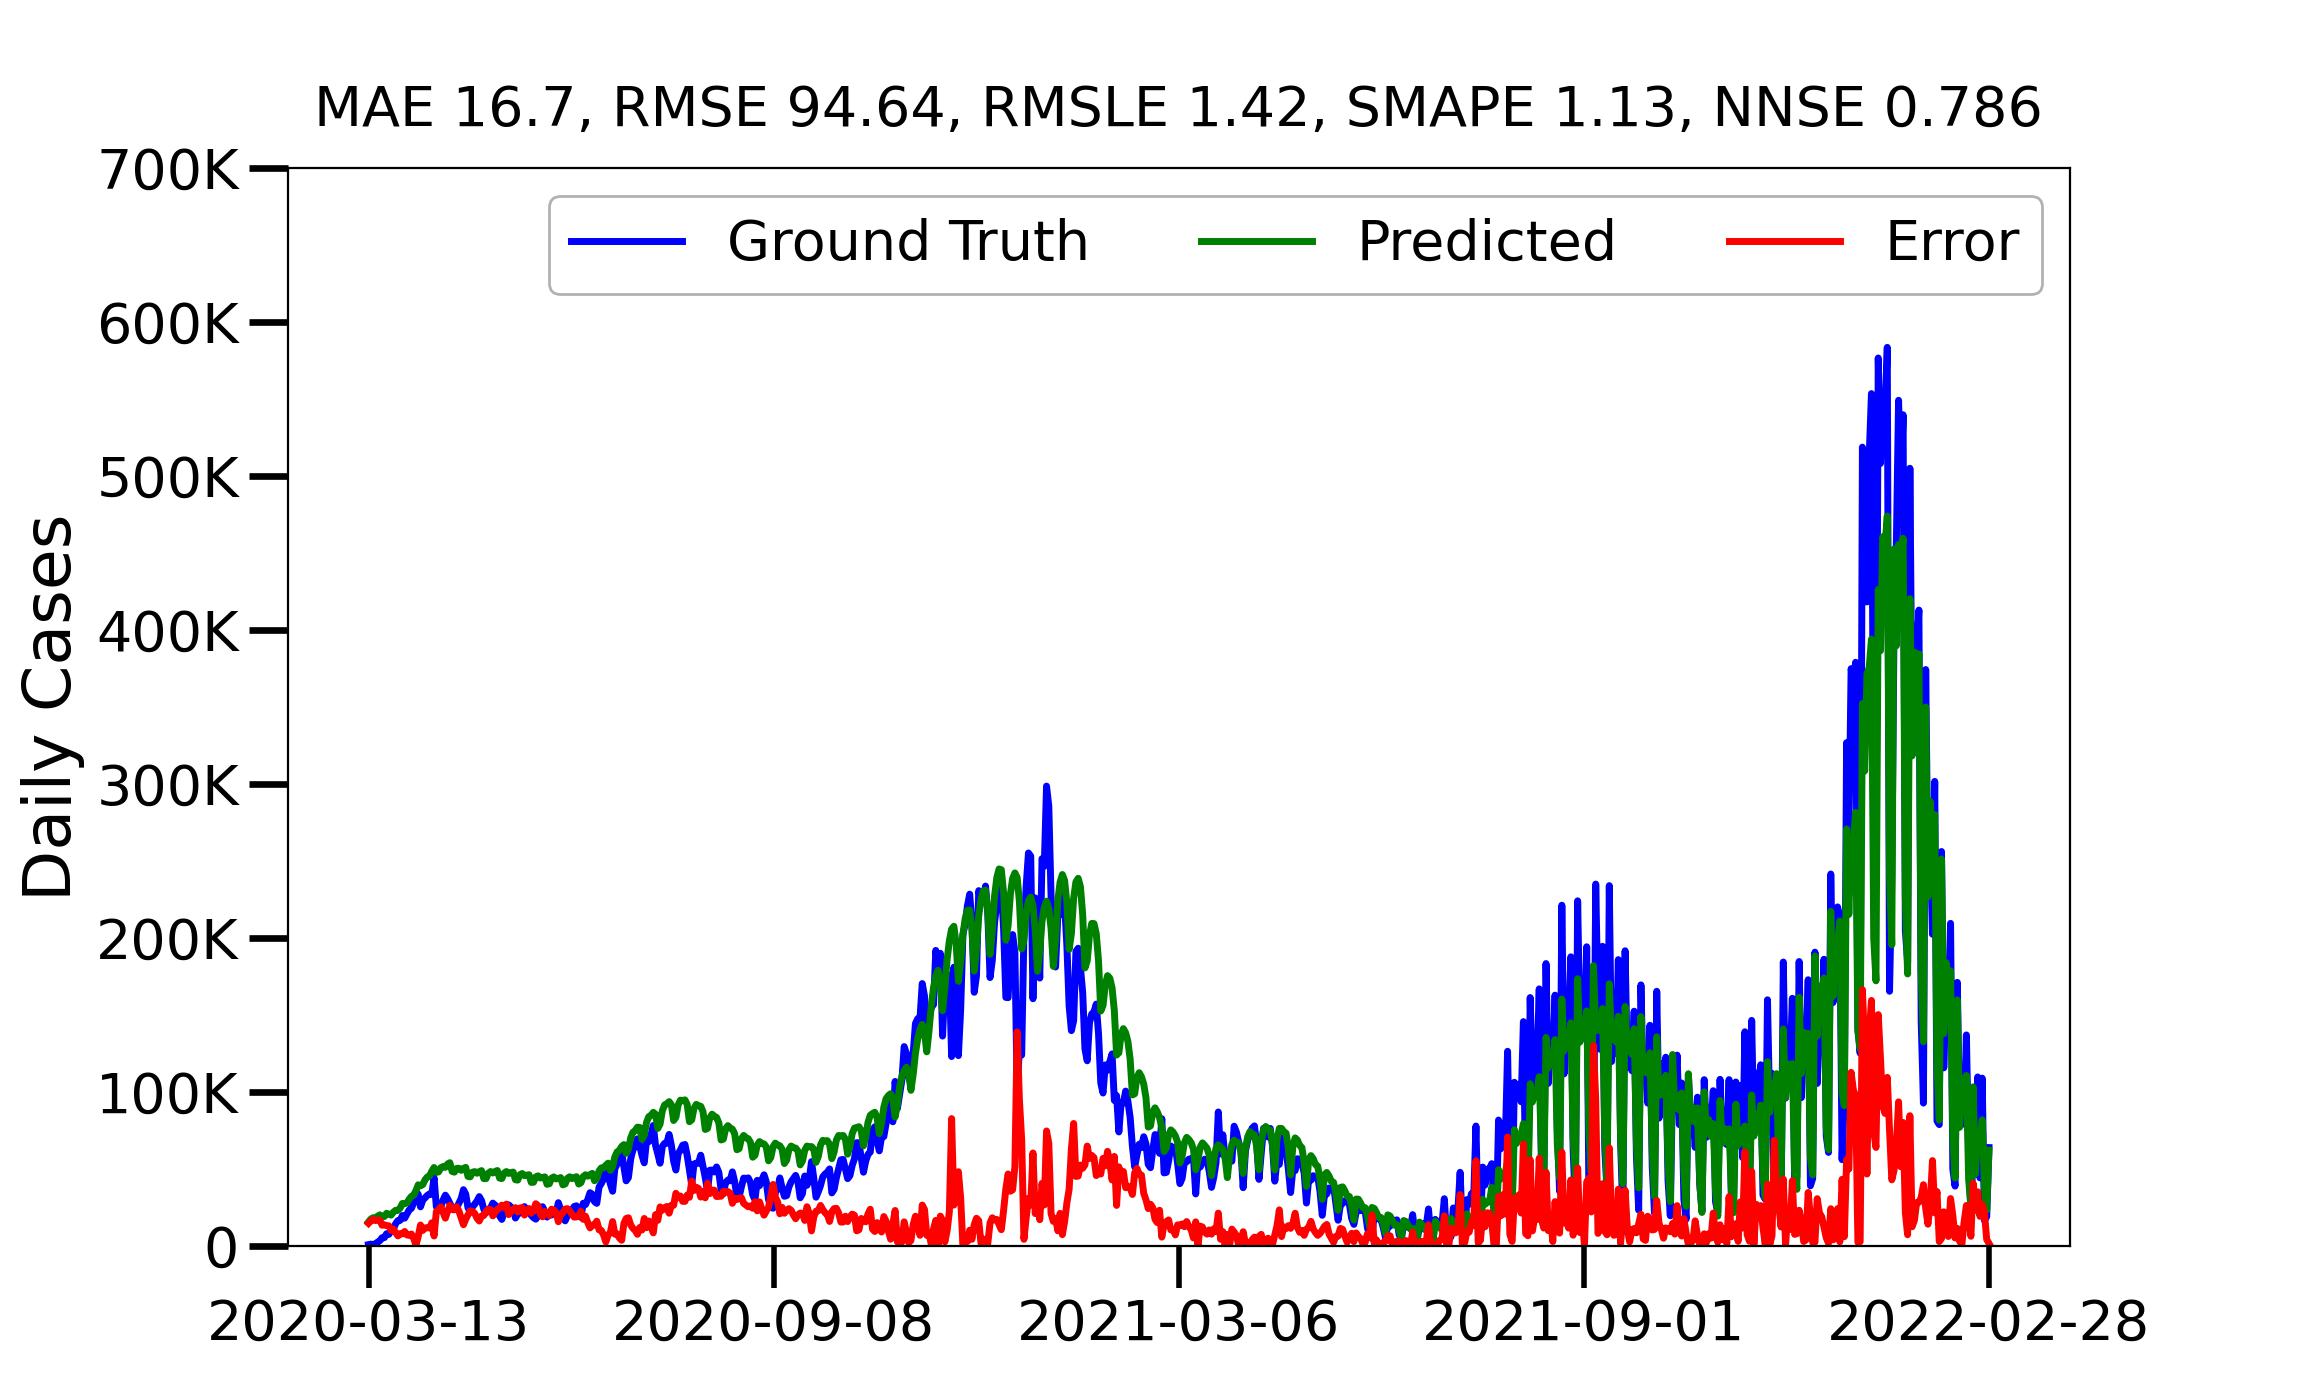 MAE 16.7, RMSE 94.64, RMSLE 1.42, SMAPE 1.13, NNSE 0.786
Ground Truth Predicted Error
Daily Cases
700K
600K
500K
400K
300K
200K
100K
0
2020-03-13 2020-09-08 2021-03-06 2021-09-01 2022-02-28